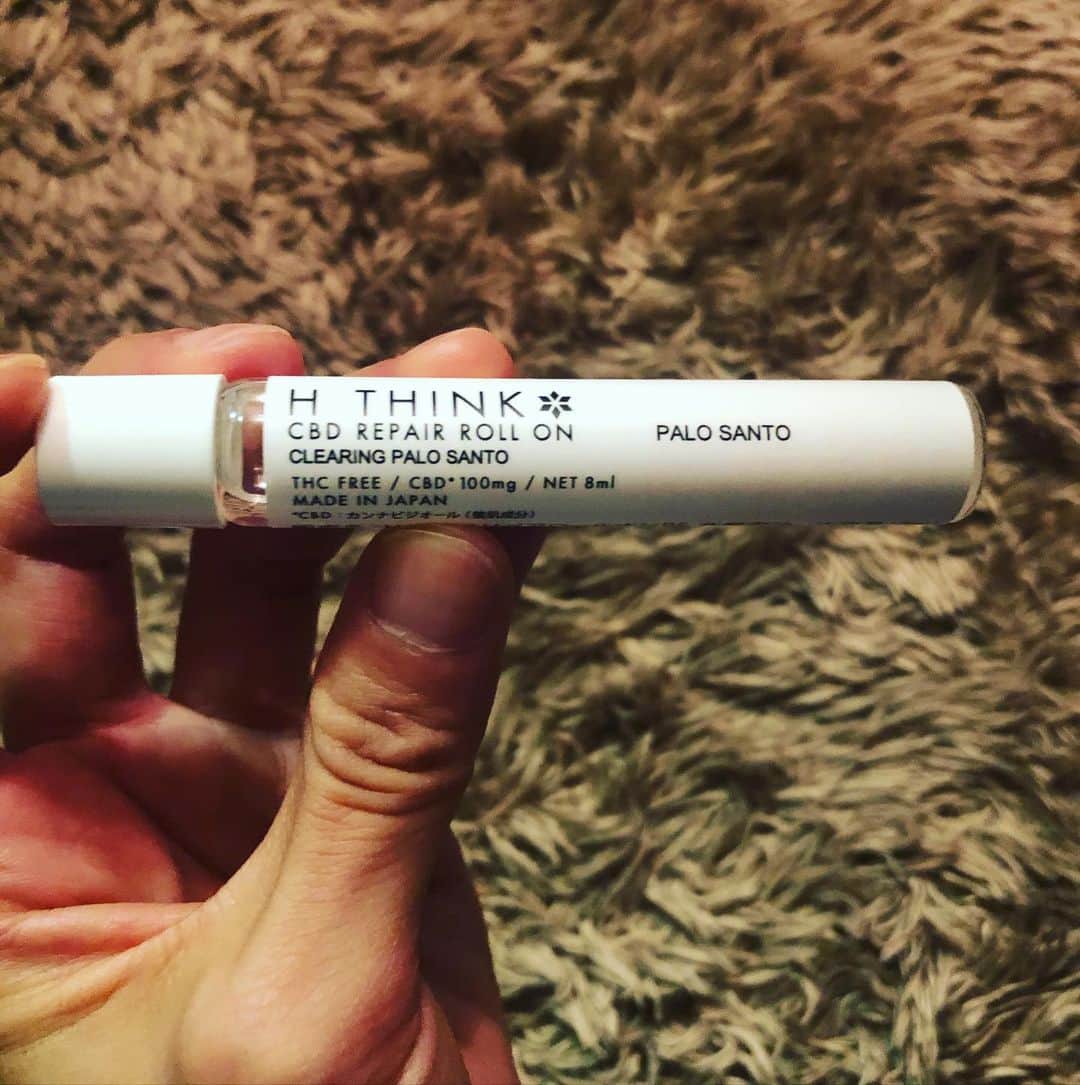 H THINK
CBD REPAIR ROLL ON
PALO SANTO
CLEARING PALO SANTO
THC FREE / CBD* 100mg / NET 8ml
MADE IN JAPAN
*CBD：カンナビジオール（整肌成分）